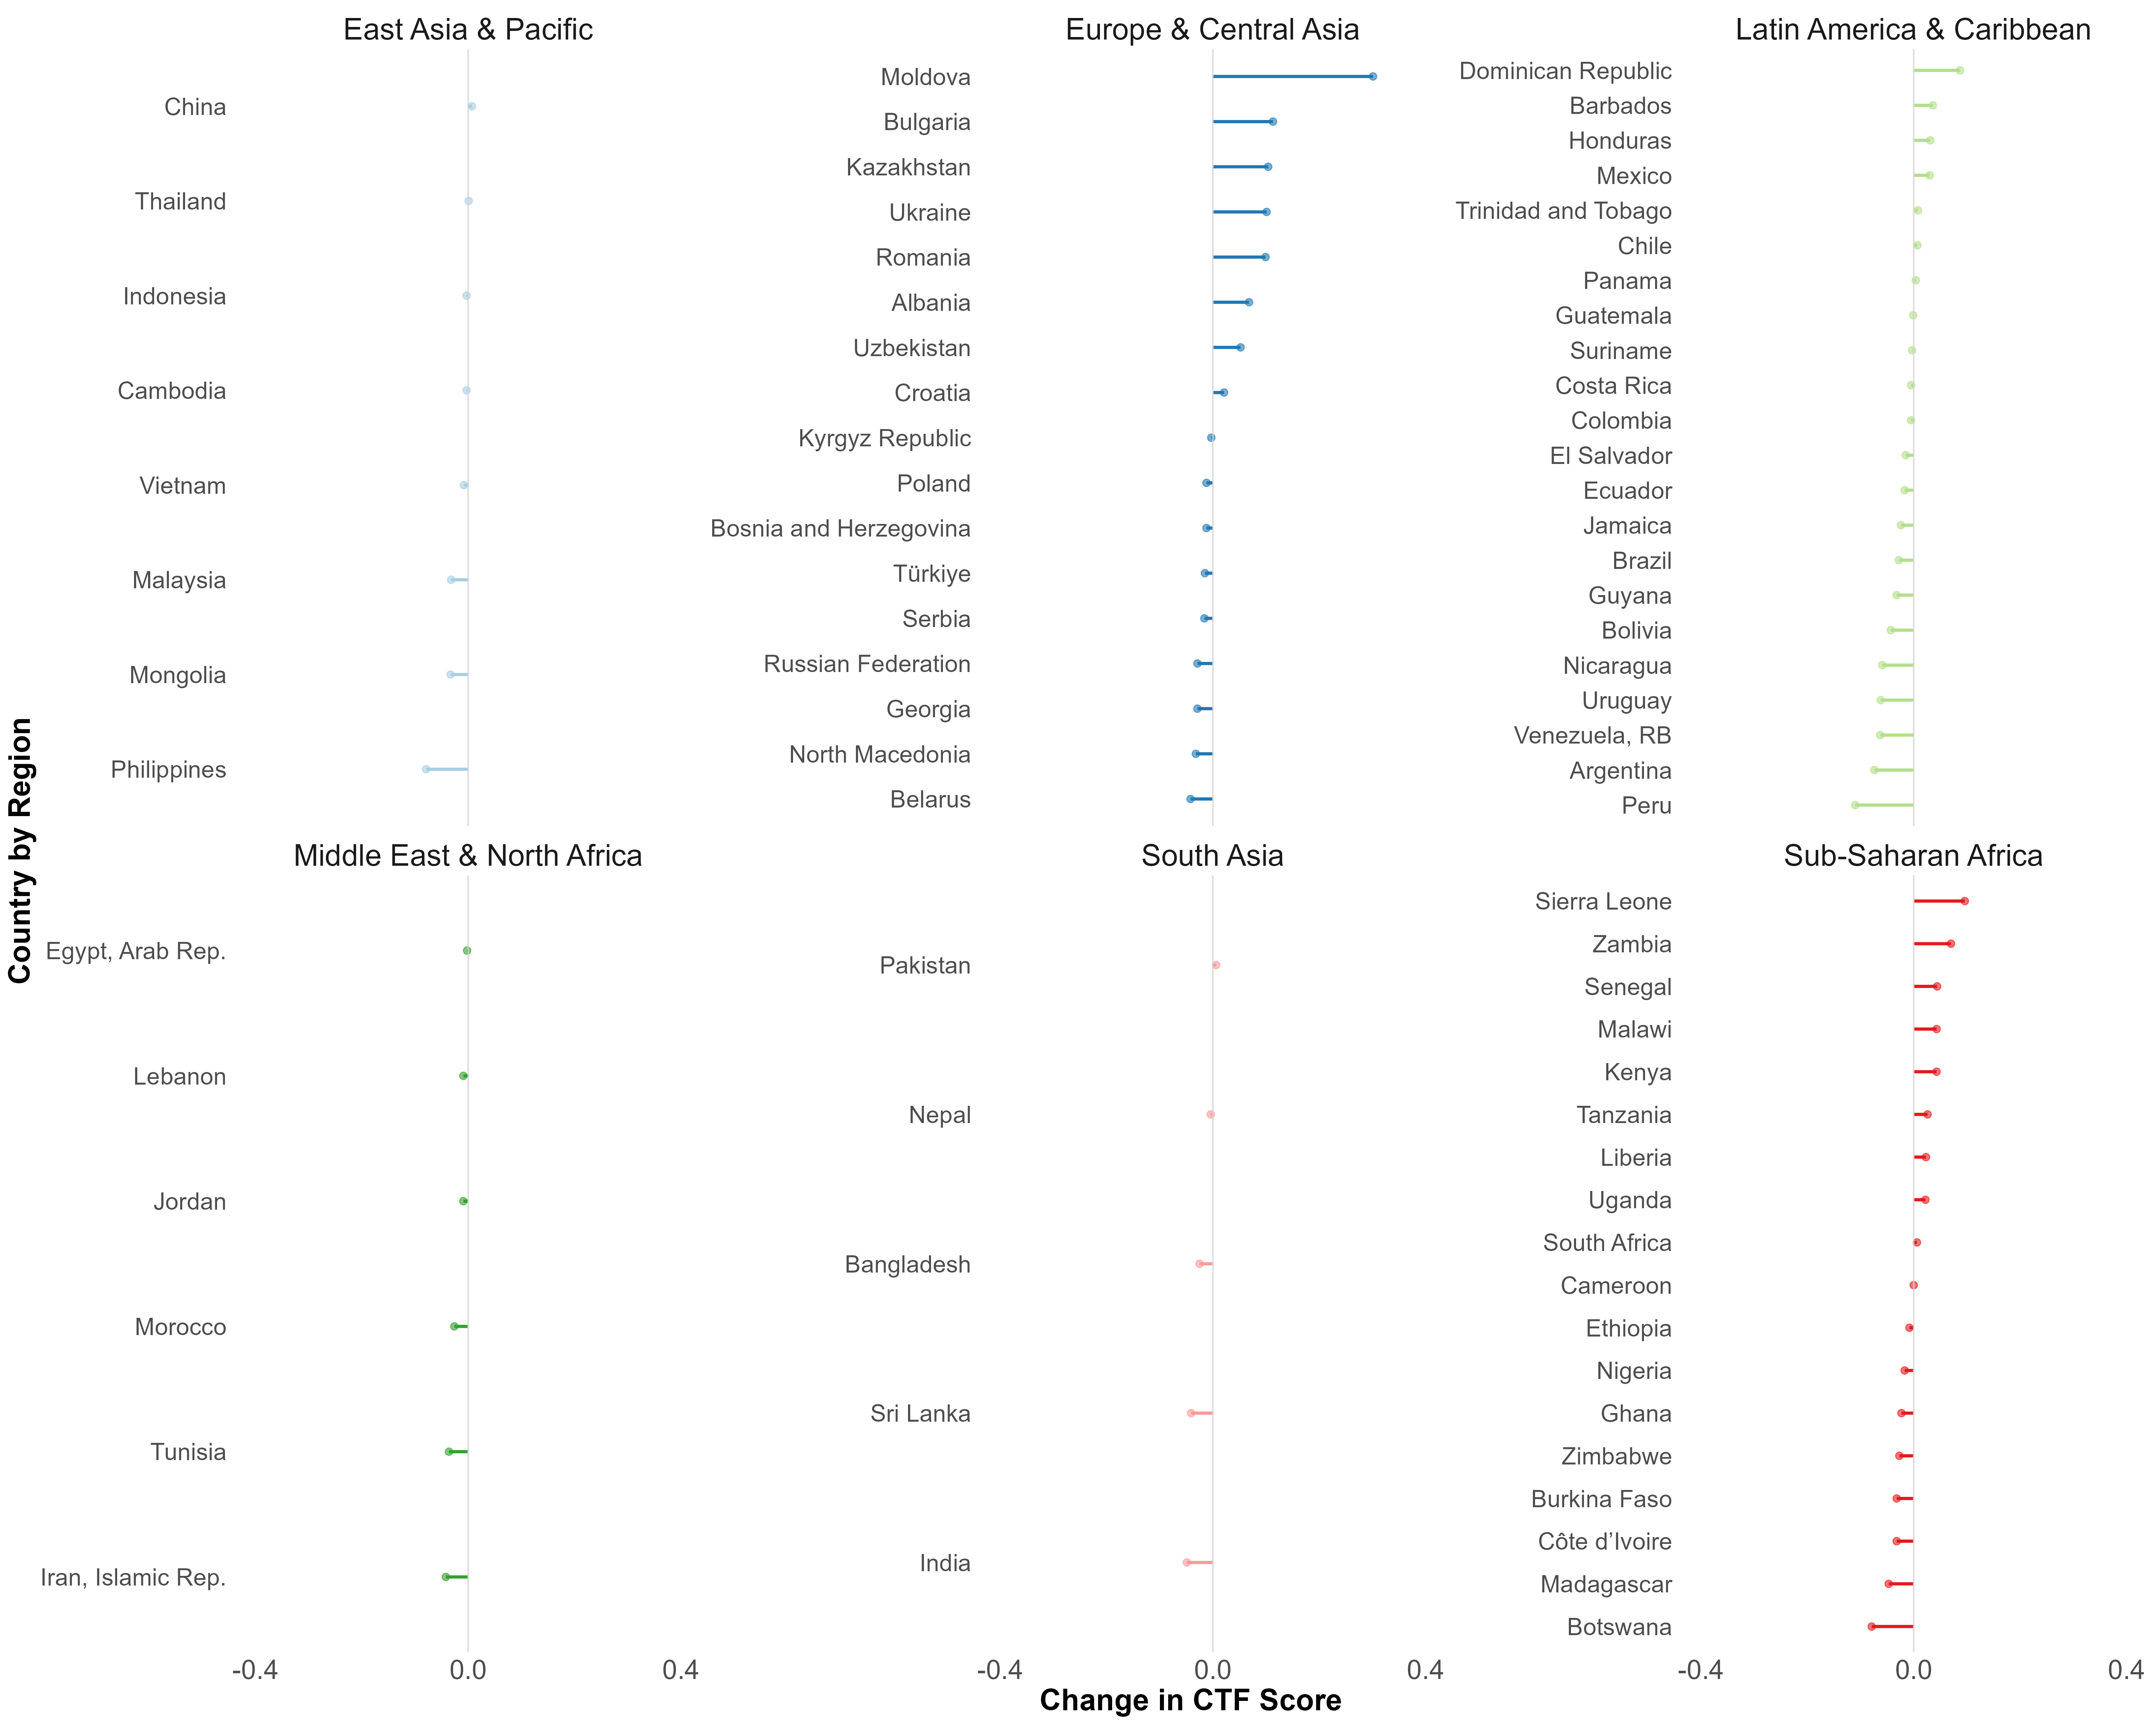 East Asia & Pacific
China
Thailand
Indonesia
Cambodia
Vietnam
Malaysia
Mongolia
Philippines
Europe & Central Asia
Moldova
Bulgaria
Kazakhstan
Ukraine
Romania
Albania
Uzbekistan
Croatia
Kyrgyz Republic
Poland
Bosnia and Herzegovina
Türkiye
Serbia
Russian Federation
Georgia
North Macedonia
Belarus
Latin America & Caribbean
Dominican Republic
Barbados
Honduras
Mexico
Trinidad and Tobago
Chile
Panama
Guatemala
Suriname
Costa Rica
Colombia
El Salvador
Ecuador
Jamaica
Brazil
Guyana
Bolivia
Nicaragua
Uruguay
Venezuela, RB
Argentina
Peru
Country by Region
Middle East & North Africa
Egypt, Arab Rep.
Lebanon
Jordan
Morocco
Tunisia
Iran, Islamic Rep.
-0.4 0.0 0.4
South Asia
Pakistan
Nepal
Bangladesh
Sri Lanka
India
-0.4 0.0 0.4
Sub-Saharan Africa
Sierra Leone
Zambia
Senegal
Malawi
Kenya
Tanzania
Liberia
Uganda
South Africa
Cameroon
Ethiopia
Nigeria
Ghana
Zimbabwe
Burkina Faso
Côte d’Ivoire
Madagascar
Botswana
-0.4 0.0 0.4
Change in CTF Score